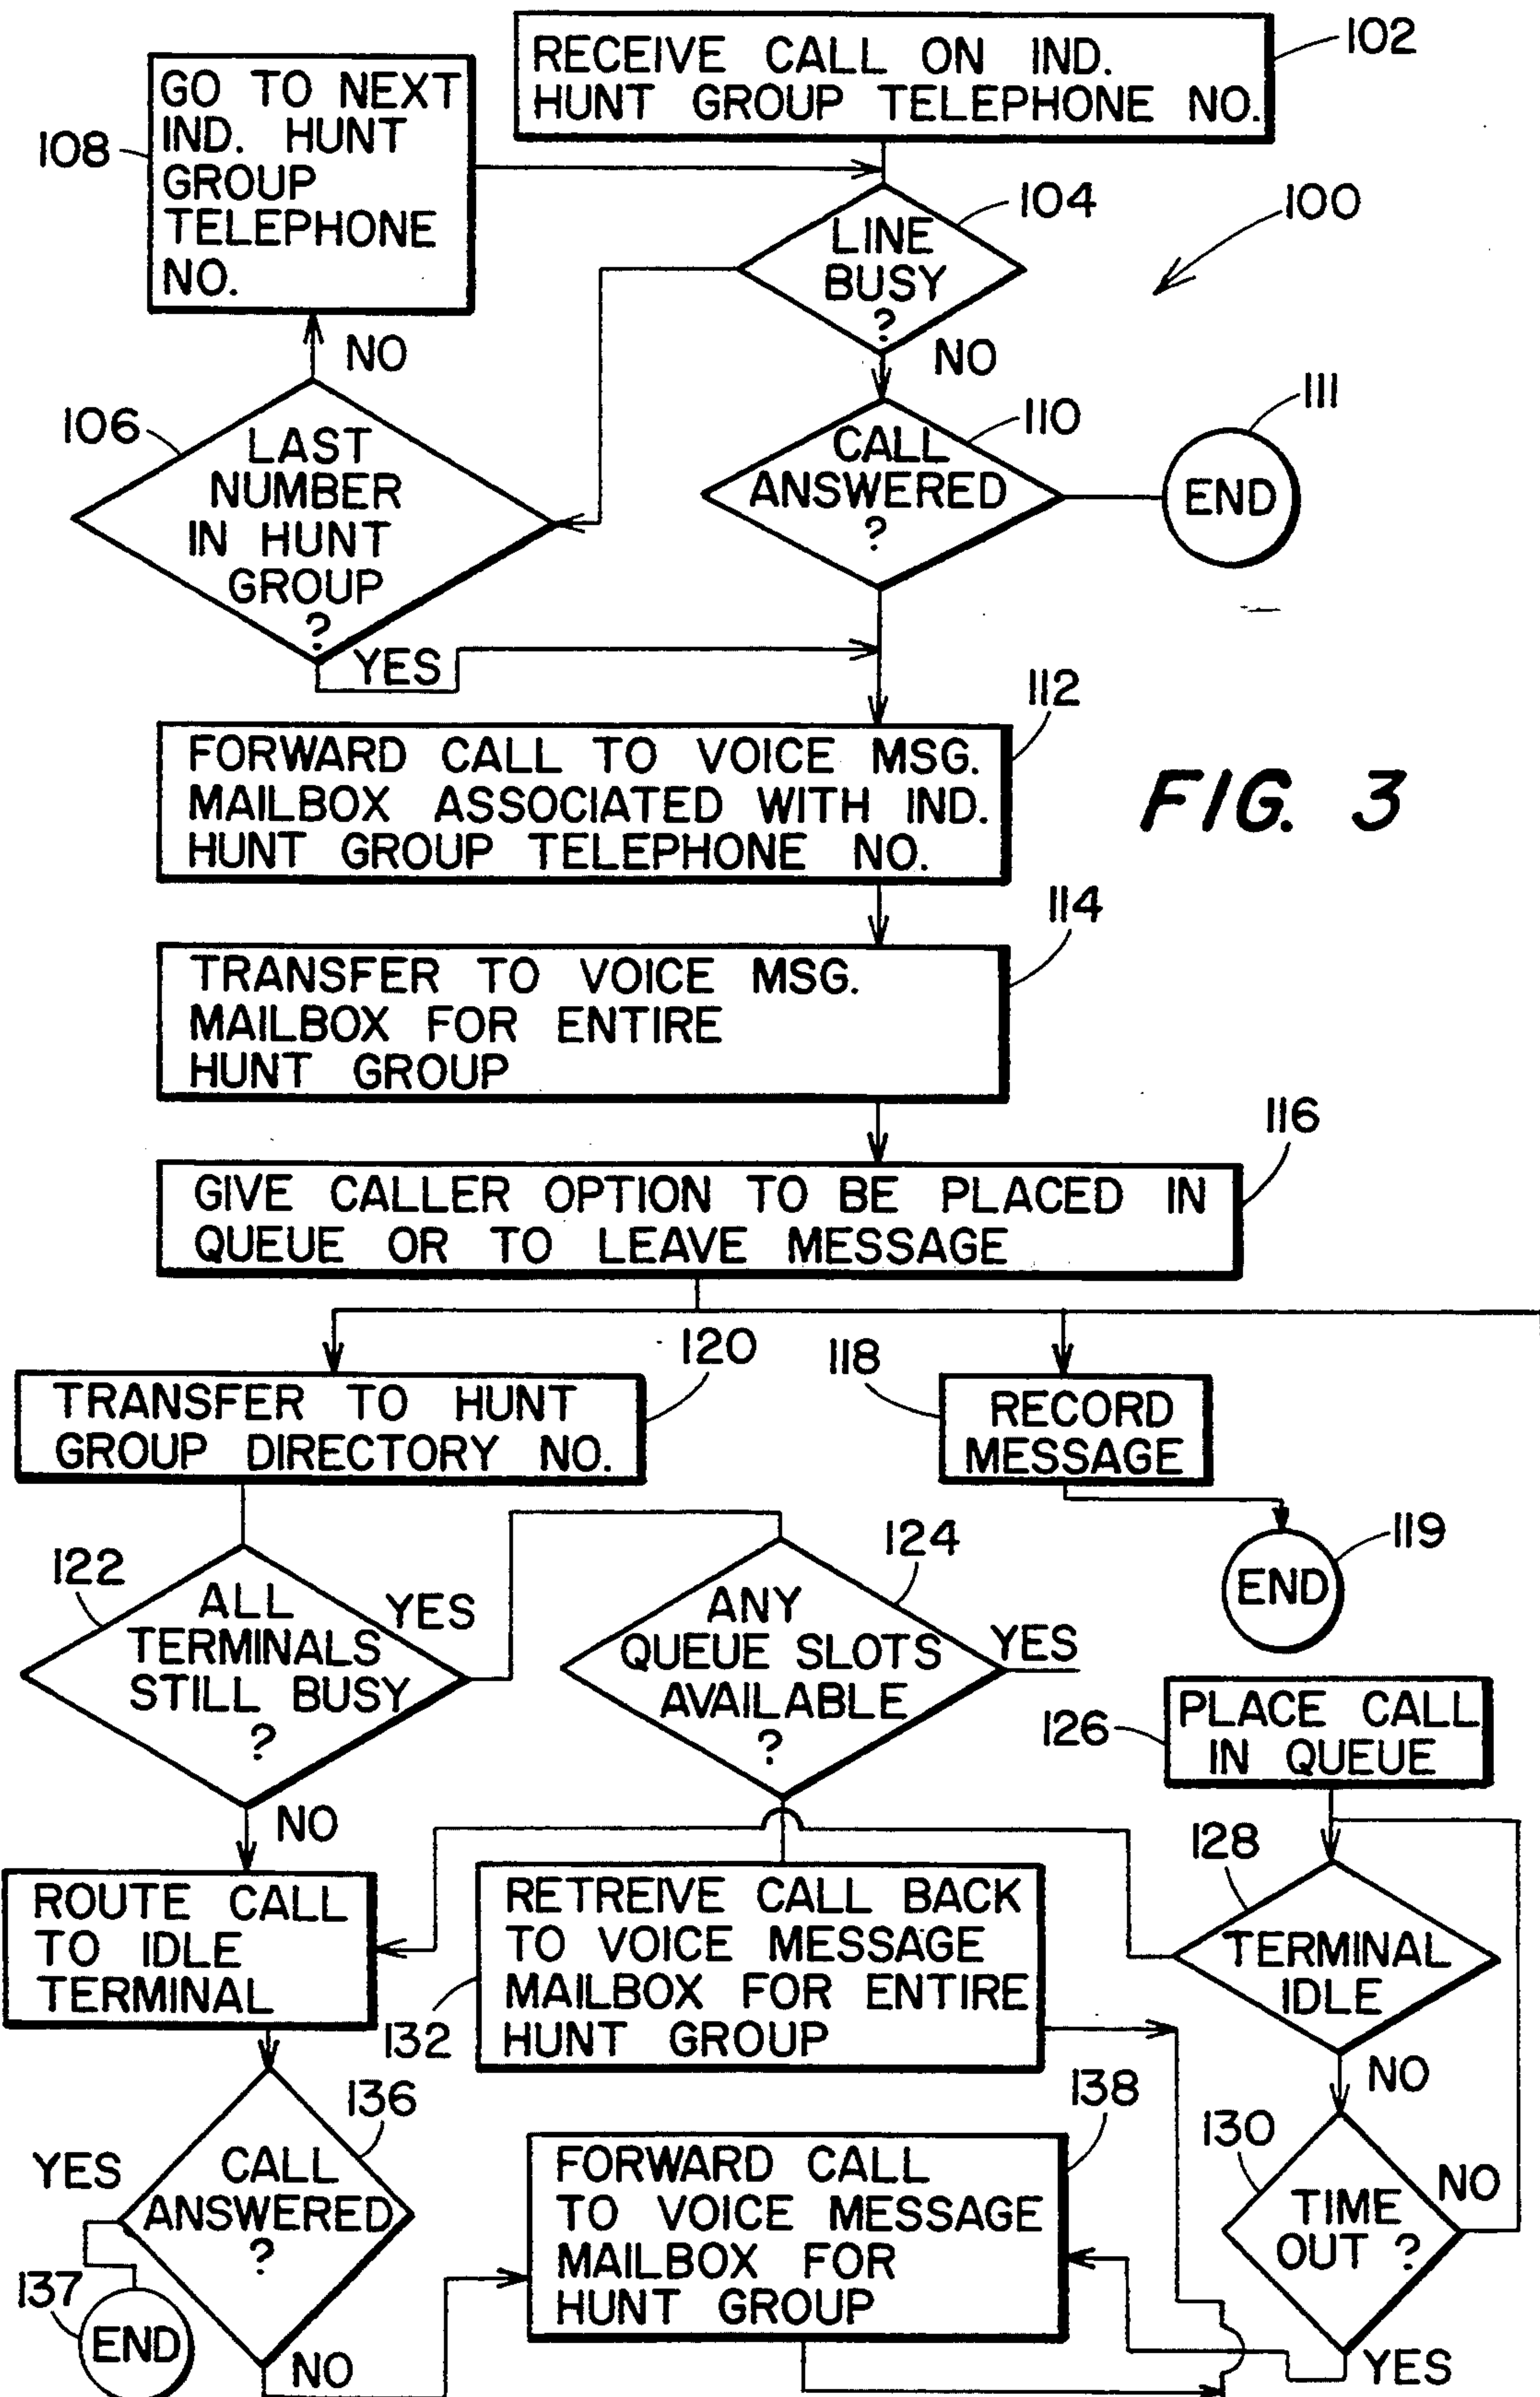 RECEIVE CALL ON IND.
HUNT GROUP TELEPHONE NO.
102
GO TO NEXT
IND. HUNT
GROUP
TELEPHONE
NO.
108
104
LINE
BUSY
?
100
NO
NO
106
LAST
NUMBER
IN HUNT
GROUP
?
YES
110
CALL
ANSWERED
?
111
END
112
FORWARD CALL TO VOICE MSG.
MAILBOX ASSOCIATED WITH IND.
HUNT GROUP TELEPHONE NO.
FIG. 3
114
TRANSFER TO VOICE MSG.
MAILBOX FOR ENTIRE
HUNT GROUP
116
GIVE CALLER OPTION TO BE PLACED IN
QUEUE OR TO LEAVE MESSAGE
120
TRANSFER TO HUNT
GROUP DIRECTORY NO.
118
RECORD
MESSAGE
119
END
122
ALL
TERMINALS
STILL BUSY
?
YES
NO
124
ANY
QUEUE SLOTS
AVAILABLE
?
YES
126
PLACE CALL
IN QUEUE
128
TERMINAL
IDLE
NO
ROUTE CALL
TO IDLE
TERMINAL
132
RETREIVE CALL BACK
TO VOICE MESSAGE
MAILBOX FOR ENTIRE
HUNT GROUP
130
TIME
OUT ?
NO
YES
136
CALL
ANSWERED
?
YES
137
END
NO
138
FORWARD CALL
TO VOICE MESSAGE
MAILBOX FOR
HUNT GROUP